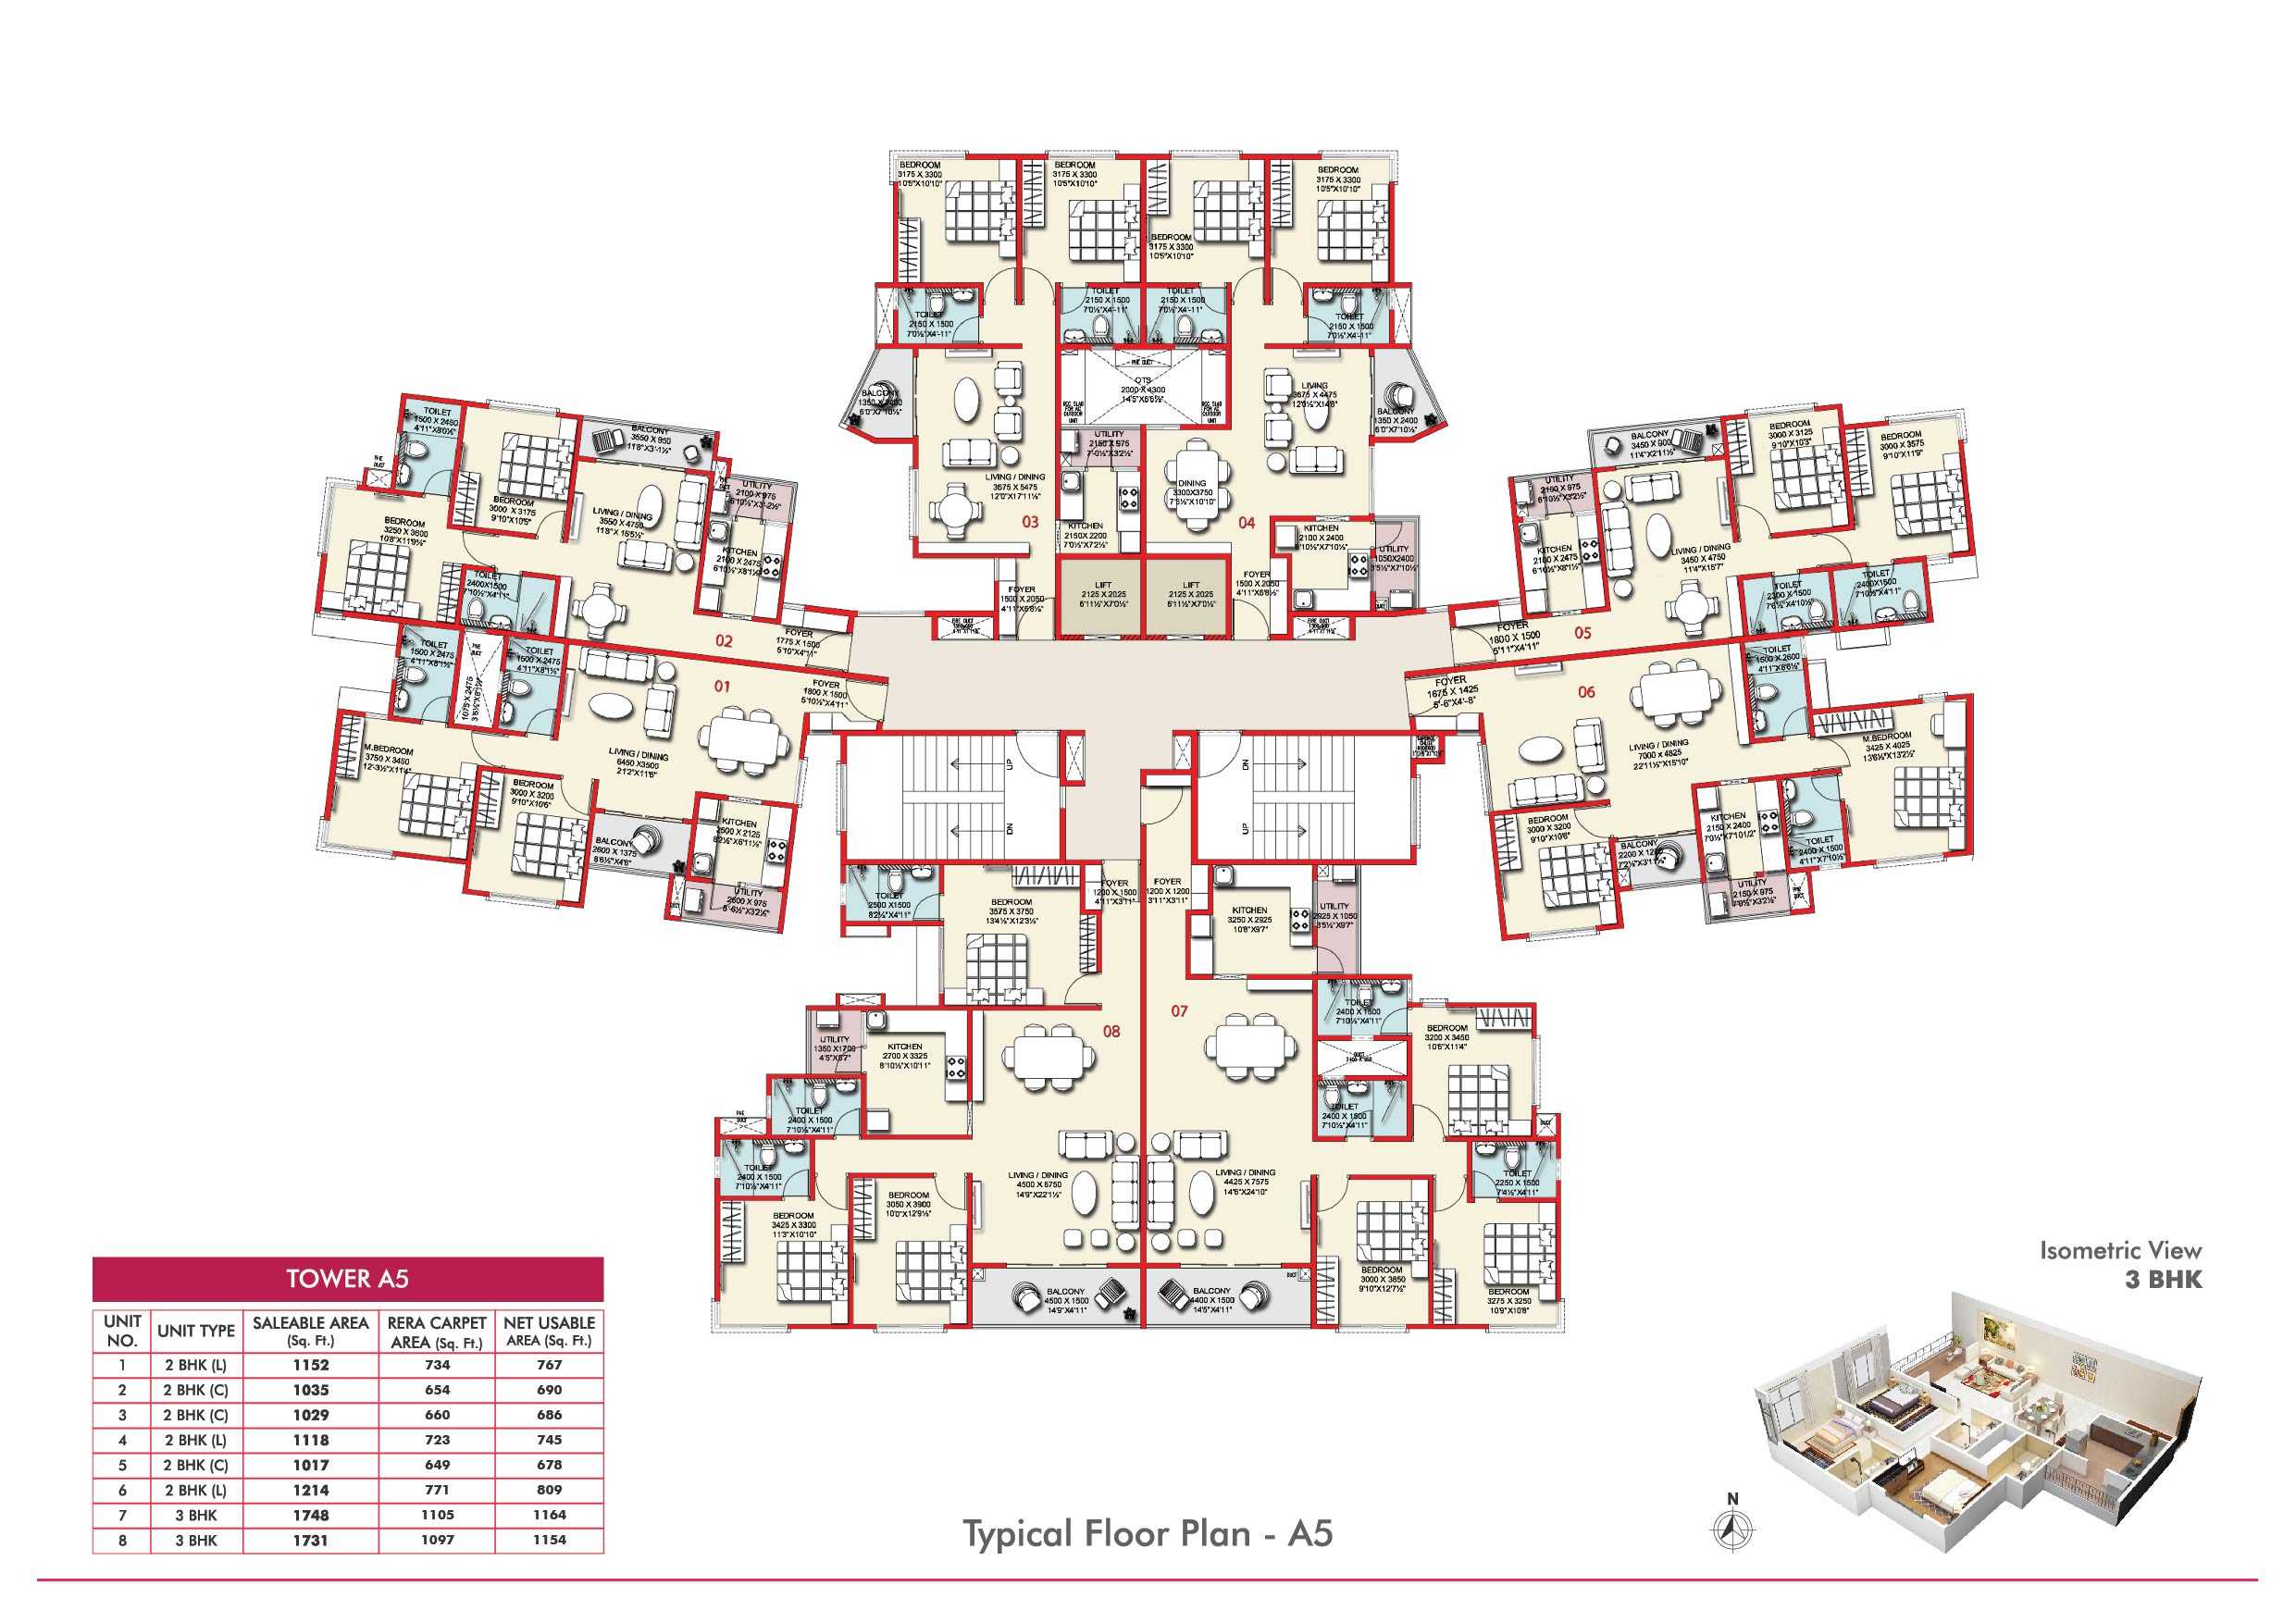 BEDROOM
3175 X 3300
10'5"X10'10"
BEDROOM
3175 X 3300
10'5"X10'10"
BEDROOM
3175 X 3300
10'5"X10'10"
BEDROOM
3175 X 3300
10'5"X10'10"
TOILET
2150 X 1500
7'0½"X4'-11"
TOILET
2150 X 1500
7'0½"X4'-11"
TOILET
2150 X 1500
7'0½"X4'-11"
TOILET
2150 X 1500
7'0½"X4'-11"
BALCONY
1350 X 2400
6'0"X7'10½"
LIVING / DINING
3675 X 5475
12'0"X17'11½"
03
OTS
2000 X 4300
14'5"X6'6½"
UTILITY
2150 X 975
7'-0½"X3'2½"
KITCHEN
2150X 2200
7'0½"X7'2½"
FOYER
1500 X 2050
4'11"X6'8½"
LIFT
2125 X 2025
6'11½"X7'0½"
LIFT
2125 X 2025
6'11½"X7'0½"
LIVING
3675 X 4475
12'0½"X14'8"
BALCONY
1350 X 2400
6'0"X7'10½"
DINING
3300X3750
7'5½"X10'10"
04
KITCHEN
2100 X 2400
6'10½"X7'10½"
UTILITY
1050X2400
3'5½"X7'10½"
FOYER
1500 X 2050
4'11"X6'8½"
TOILET
1500 X 2450
4'11"X8'0½"
BEDROOM
3000 X 3175
9'10"X10'5"
BALCONY
3550 X 950
11'8"X3'-1½"
BEDROOM
3250 X 3600
10'8"X11'9½"
LIVING / DINING
3550 X 4750
11'8"X 15'5½"
UTILITY
2100 X 975
6'10½"X3'-2½"
KITCHEN
2100 X 2475
6'10½"X8'1½"
TOILET
2400X1500
7'10½"X4'11"
02
FOYER
1775 X 1500
5'10"X4'11"
TOILET
1500 X 2475
4'11"X8'1½"
1075 X 2475
TOILET
1500 X 2475
4'11"X8'1½"
01
FOYER
1800 X 1500
5'10½"X4'11"
M.BEDROOM
3750 X 3450
12'-3½"X11'4"
BEDROOM
3000 X 3200
9'10"X10'6"
LIVING / DINING
6450 X3500
21'2"X11'6"
BALCONY
2600 X 1375
8'6½"X4'6"
KITCHEN
2500 X 2125
8'2½"X6'11½"
UTILITY
2600 X 975
8'-6½"X3'2½"
BALCONY
3450 X 900
11'4"X2'11½"
BEDROOM
3000 X 3125
9'10"X10'3"
BEDROOM
3000 X 3575
9'10"X11'9"
UTILITY
2100 X 975
6'10½"X3'2½"
KITCHEN
2100 X 2475
6'10½"X8'1½"
LIVING / DINING
3450 X 4750
11'4"X15'7"
TOILET
2300 X 1500
7'6½"X4'10½"
TOILET
2400X1500
7'10½"X4'11"
FOYER
1800 X 1500
5'11"X4'11"
05
FOYER
1675 X 1425
5'-6"X4'-8"
06
TOILET
1500 X 2600
4'11"X8'6½"
LIVING / DINING
7000 X 4825
22'11½"X15'10"
M.BEDROOM
3425 X 4025
13'6½"X13'2½"
BEDROOM
3000 X 3200
9'10"X10'6"
KITCHEN
2150 X 2400
7'0½"X7'101/2"
TOILET
2400 X 1500
4'11"X7'10½"
BALCONY
2200 X 12
7'2½"X3'11½"
UTILITY
2150 X 975
7'0½"X3'2½"
UP
DN
DN
UP
TOILET
2500 X1500
8'2½"X4'11"
BEDROOM
3575 X 3750
13'4½"X12'3½"
FOYER
1200 X 1500
4'11"X3'11"
FOYER
1200 X 1200
3'11"X3'11"
KITCHEN
3250 X 2925
10'8"X9'7"
UTILITY
2925 X 1050
3'5½"X9'7"
08
07
UTILITY
1350 X1700
4'5"X5'7"
KITCHEN
2700 X 3325
8'10½"X10'11"
TOILET
2400 X 1500
7'10½"X4'11"
TOILET
2400 X 1500
7'10½"X4'11"
BEDROOM
3425 X 3300
11'3"X10'10"
BEDROOM
3050 X 3900
10'0"X12'9½"
LIVING / DINING
4500 X 6750
14'9"X22'1½"
LIVING / DINING
4425 X 7575
14'6"X24'10"
TOILET
2400 X 1500
7'10½"X4'11"
BEDROOM
3200 X 3450
10'6"X11'4"
TOILET
2400 X 1500
7'10½"X4'11"
TOILET
2250 X 1500
7'4½"X4'11"
BEDROOM
3000 X 3850
9'10"X12'7½"
BEDROOM
3275 X 3250
10'9"X10'8"
BALCONY
4500 X 1500
14'9"X4'11"
BALCONY
4400 X 1500
14'5"X4'11"
TOWER A5
UNIT NO. UNIT TYPE SALEABLE AREA (Sq. Ft.) RERA CARPET AREA (Sq. Ft.) NET USABLE AREA (Sq. Ft.)
1 2 BHK (L) 1152 734 767
2 2 BHK (C) 1035 654 690
3 2 BHK (C) 1029 660 686
4 2 BHK (L) 1118 723 745
5 2 BHK (C) 1017 649 678
6 2 BHK (L) 1214 771 809
7 3 BHK 1748 1105 1164
8 3 BHK 1731 1097 1154
Typical Floor Plan - A5
N
Isometric View
3 BHK